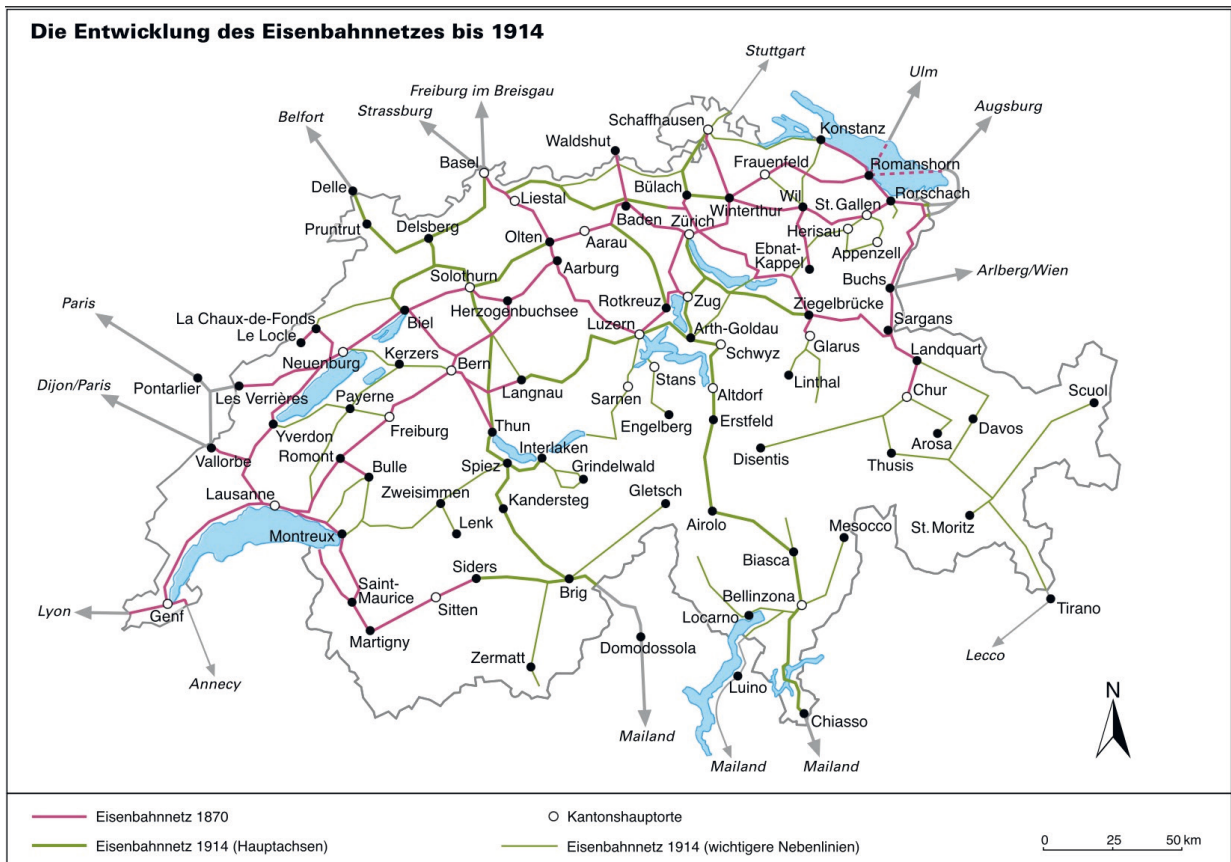 Die Entwicklung des Eisenbahnnetzes bis 1914
Stuttgart
Ulm
Freiburg im Breisgau
Strassburg
Augsburg
Belfort
Schaffhausen
Konstanz
Waldshut
Basel
Frauenfeld
Romanshorn
Delle
Liestal
Bülach
Wil
Rorschach
Winterthur
St. Gallen
Pruntrut
Delsberg
Baden
Zürich
Herisau
Olten
Aarau
Ebnat-
Kappel
Appenzell
Aarburg
Solothurn
Buchs
Arlberg/Wien
Paris
Rotkreuz
Zug
Ziegelbrücke
La Chaux-de-Fonds
Biel
Herzogenbuchsee
Luzern
Sargans
Le Locle
Arth-Goldau
Glarus
Neuenburg
Kerzers
Bern
Schwyz
Landquart
Dijon/Paris
Pontarlier
Les Verrières
Langnau
Stans
Linthal
Chur
Scuol
Payerne
Sarnen
Altdorf
Freiburg
Engelberg
Erstfeld
Yverdon
Thun
Arosa
Davos
Vallorbe
Romont
Interlaken
Disentis
Thusis
Bulle
Spiez
Grindelwald
Lausanne
Zweisimmen
Kandersteg
Gletsch
Airolo
St. Moritz
Mesocco
Montreux
Lenk
Biasca
Siders
Saint-
Maurice
Brig
Bellinzona
Lyon
Genf
Sitten
Locarno
Tirano
Martigny
Domodossola
Lecco
Zermatt
Annecy
Luino
Chiasso
N
Mailand
Mailand
Mailand
Eisenbahnnetz 1870
Kantonshauptorte
Eisenbahnnetz 1914 (Hauptachsen)
Eisenbahnnetz 1914 (wichtigere Nebenlinien)
0 25 50 km